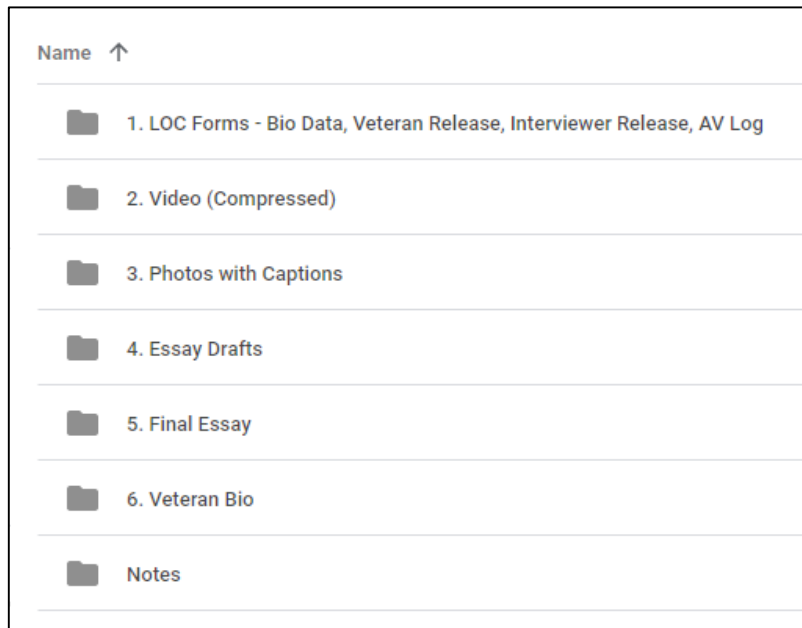 Name
1. LOC Forms - Bio Data, Veteran Release, Interviewer Release, AV Log
2. Video (Compressed)
3. Photos with Captions
4. Essay Drafts
5. Final Essay
6. Veteran Bio
Notes